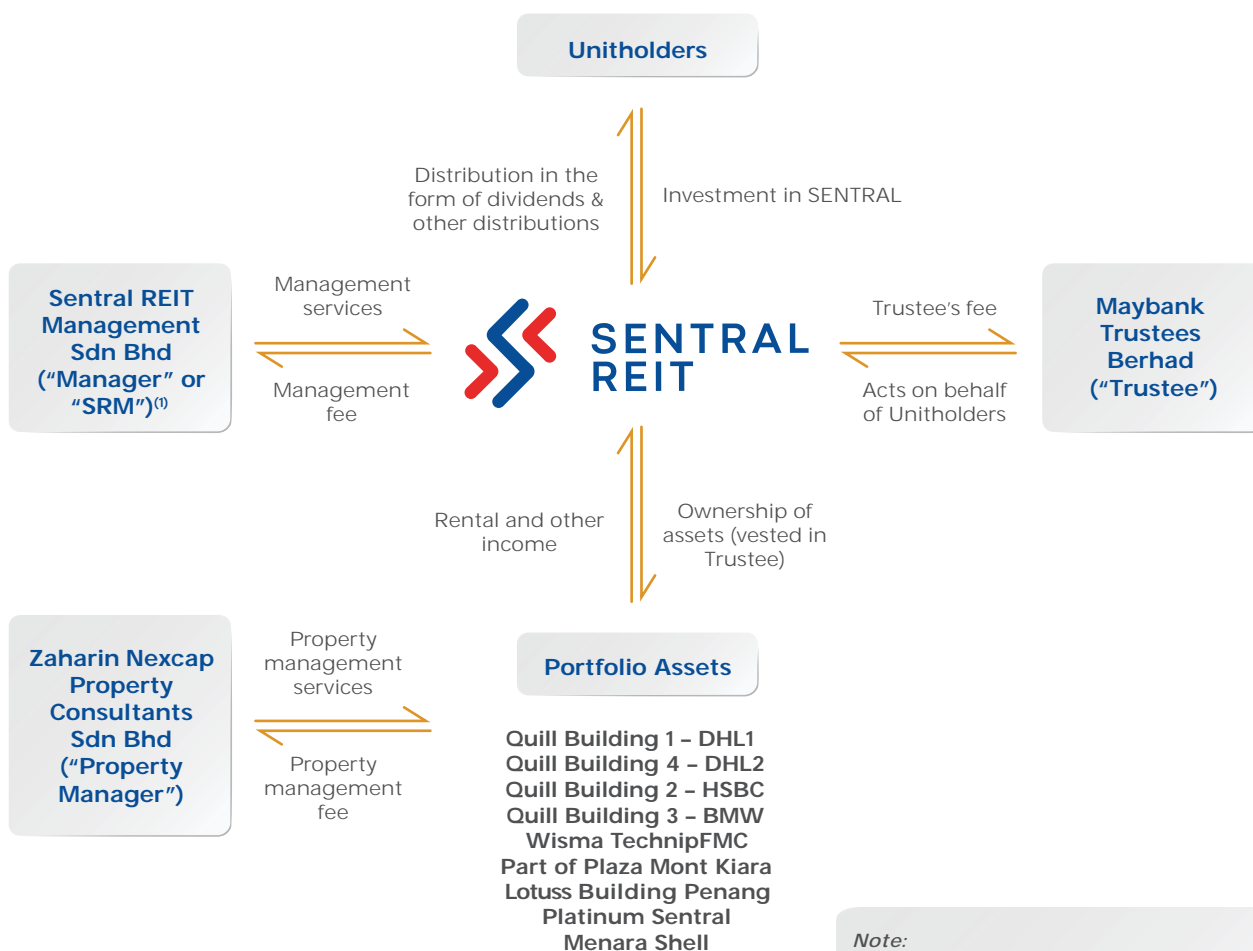 Unitholders
Distribution in the
form of dividends &
other distributions
Investment in SENTRAL
Sentral REIT
Management
Sdn Bhd
(“Manager” or
“SRM”)(1)
Management
services
Management
fee
SENTRAL
REIT
Trustee’s fee
Acts on behalf
of Unitholders
Maybank
Trustees
Berhad
(“Trustee”)
Rental and other
income
Ownership of
assets (vested in
Trustee)
Zaharin Nexcap
Property
Consultants
Sdn Bhd
(“Property
Manager”)
Property
management
services
Property
management
fee
Portfolio Assets
Quill Building 1 – DHL1
Quill Building 4 – DHL2
Quill Building 2 – HSBC
Quill Building 3 – BMW
Wisma TechnipFMC
Part of Plaza Mont Kiara
Lotuss Building Penang
Platinum Sentral
Menara Shell
Note: